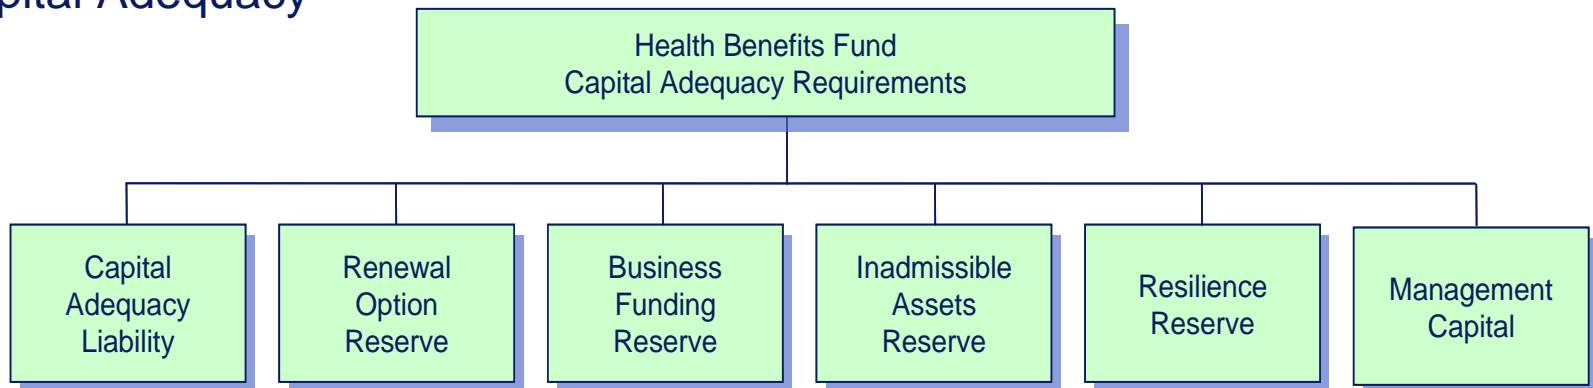 Adequacy
Health Benefits Fund
Capital Adequacy Requirements
Capital
Adequacy
Liability
Renewal
Option
Reserve
Business
Funding
Reserve
Inadmissible
Assets
Reserve
Resilience
Reserve
Management
Capital